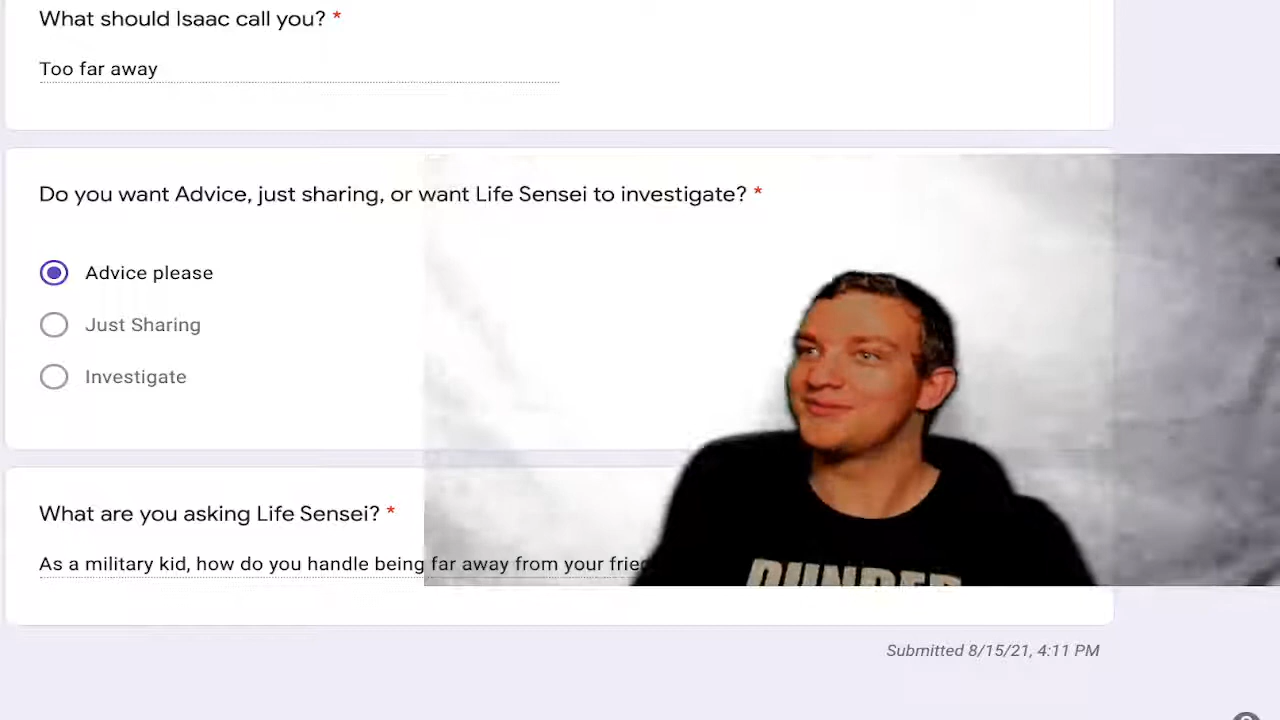 What should Isaac call you? *
Too far away
Do you want Advice, just sharing, or want Life Sensei to investigate? *
Advice please
Just Sharing
Investigate
What are you asking Life Sensei? *
As a military kid, how do you handle being far away from your
Submitted 8/15/21, 4:11 PM